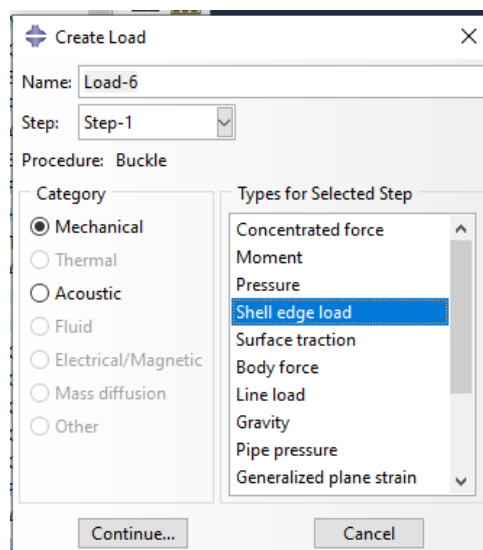 Create Load
Name: Load-6
Step: Step-1
Procedure: Buckle
Category
Mechanical
Thermal
Acoustic
Fluid
Electrical/Magnetic
Mass diffusion
Other
Types for Selected Step
Concentrated force
Moment
Pressure
Shell edge load
Surface traction
Body force
Line load
Gravity
Pipe pressure
Generalized plane strain
Continue...
Cancel